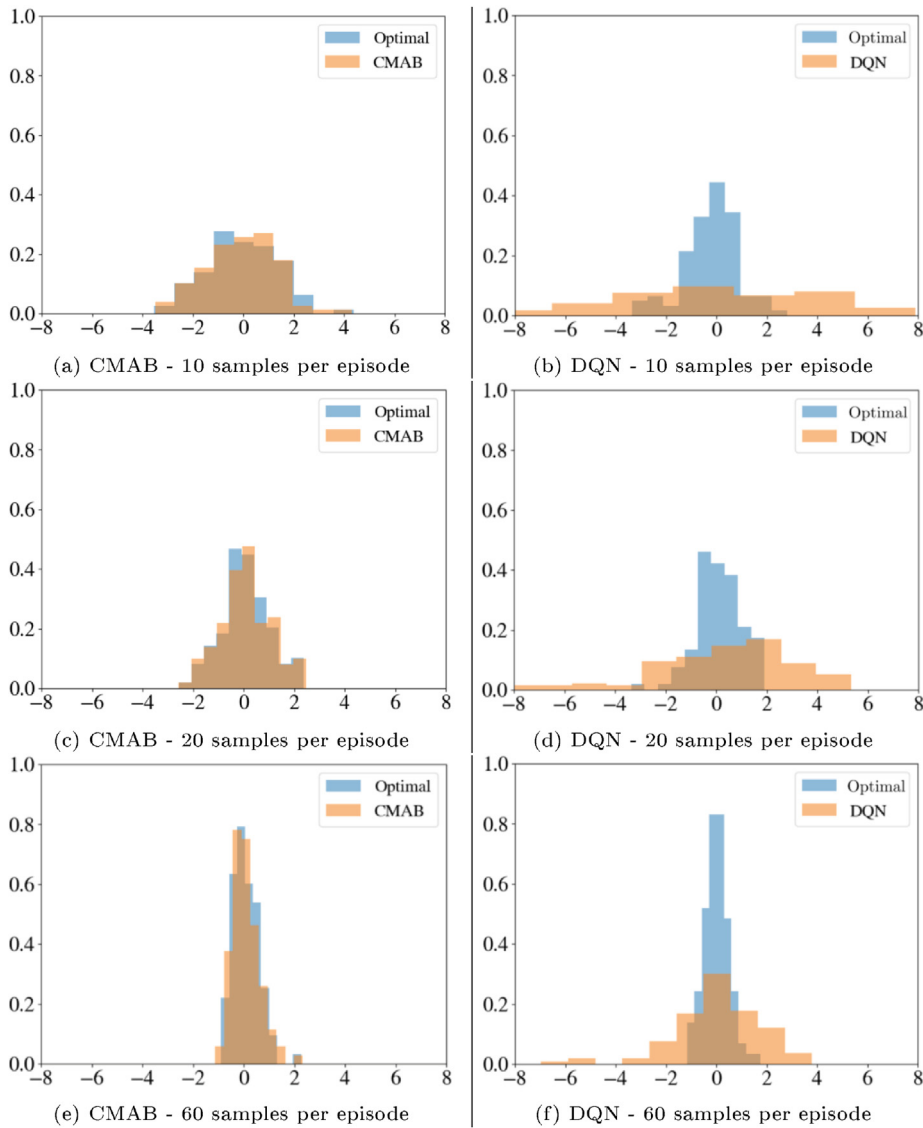 1.0
0.8
0.6
0.4
0.2
0.0
−8 −6 −4 −2 0 2 4 6 8
Optimal
CMAB
(a) CMAB - 10 samples per episode
1.0
0.8
0.6
0.4
0.2
0.0
−8 −6 −4 −2 0 2 4 6 8
Optimal
DQN
(b) DQN - 10 samples per episode
1.0
0.8
0.6
0.4
0.2
0.0
−8 −6 −4 −2 0 2 4 6 8
Optimal
CMAB
(c) CMAB - 20 samples per episode
1.0
0.8
0.6
0.4
0.2
0.0
−8 −6 −4 −2 0 2 4 6 8
Optimal
DQN
(d) DQN - 20 samples per episode
1.0
0.8
0.6
0.4
0.2
0.0
−8 −6 −4 −2 0 2 4 6 8
Optimal
CMAB
(e) CMAB - 60 samples per episode
1.0
0.8
0.6
0.4
0.2
0.0
−8 −6 −4 −2 0 2 4 6 8
Optimal
DQN
(f) DQN - 60 samples per episode